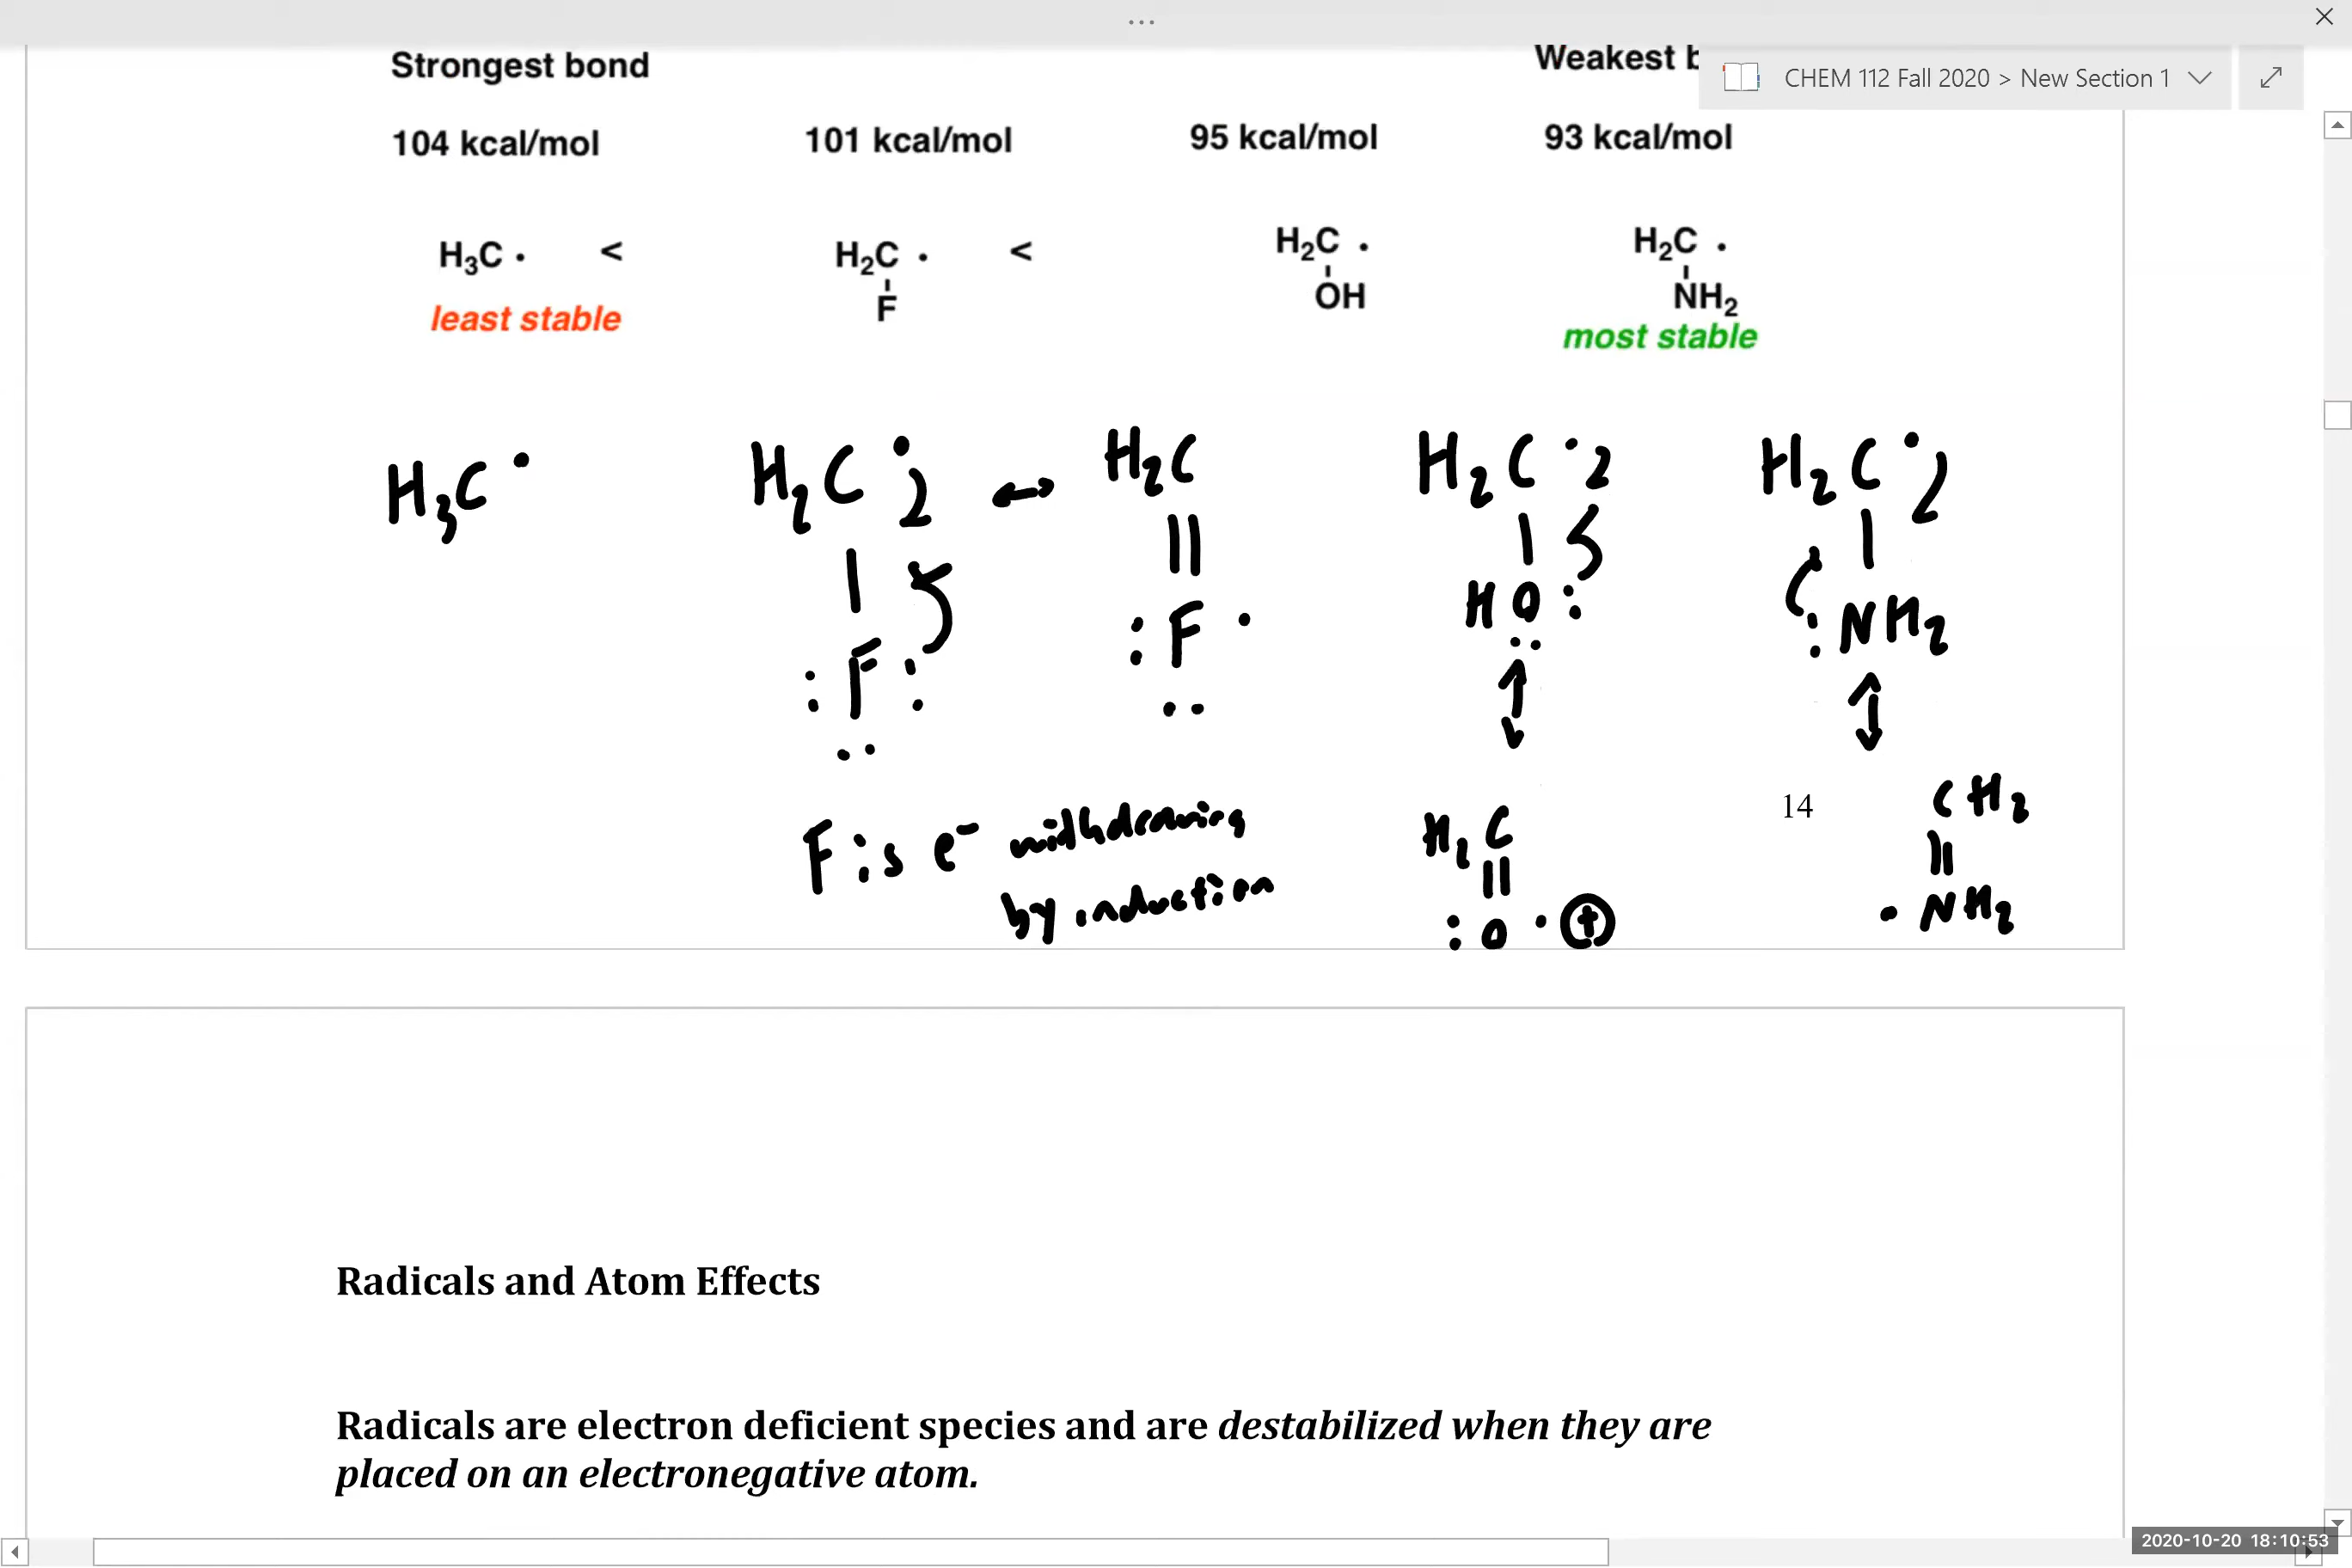 ...
Strongest bond Weakest b
CHEM 112 Fall 2020 > New Section 1
104 kcal/mol 101 kcal/mol 95 kcal/mol 93 kcal/mol
H₃C · < H₂C · < H₂C · H₂C ·
F OH NH₂
least stable most stable
H₃C · H₂C · ↔ H₂C H₂C · H₂C ·
:F: :F · HO: :NH₂
F is e⁻ withdrawing
by induction
H₂C 14 CH₂
:O · ⊕ · NH₂
Radicals and Atom Effects
Radicals are electron deficient species and are destabilized when they are
placed on an electronegative atom.
2020-10-20 18:10:53